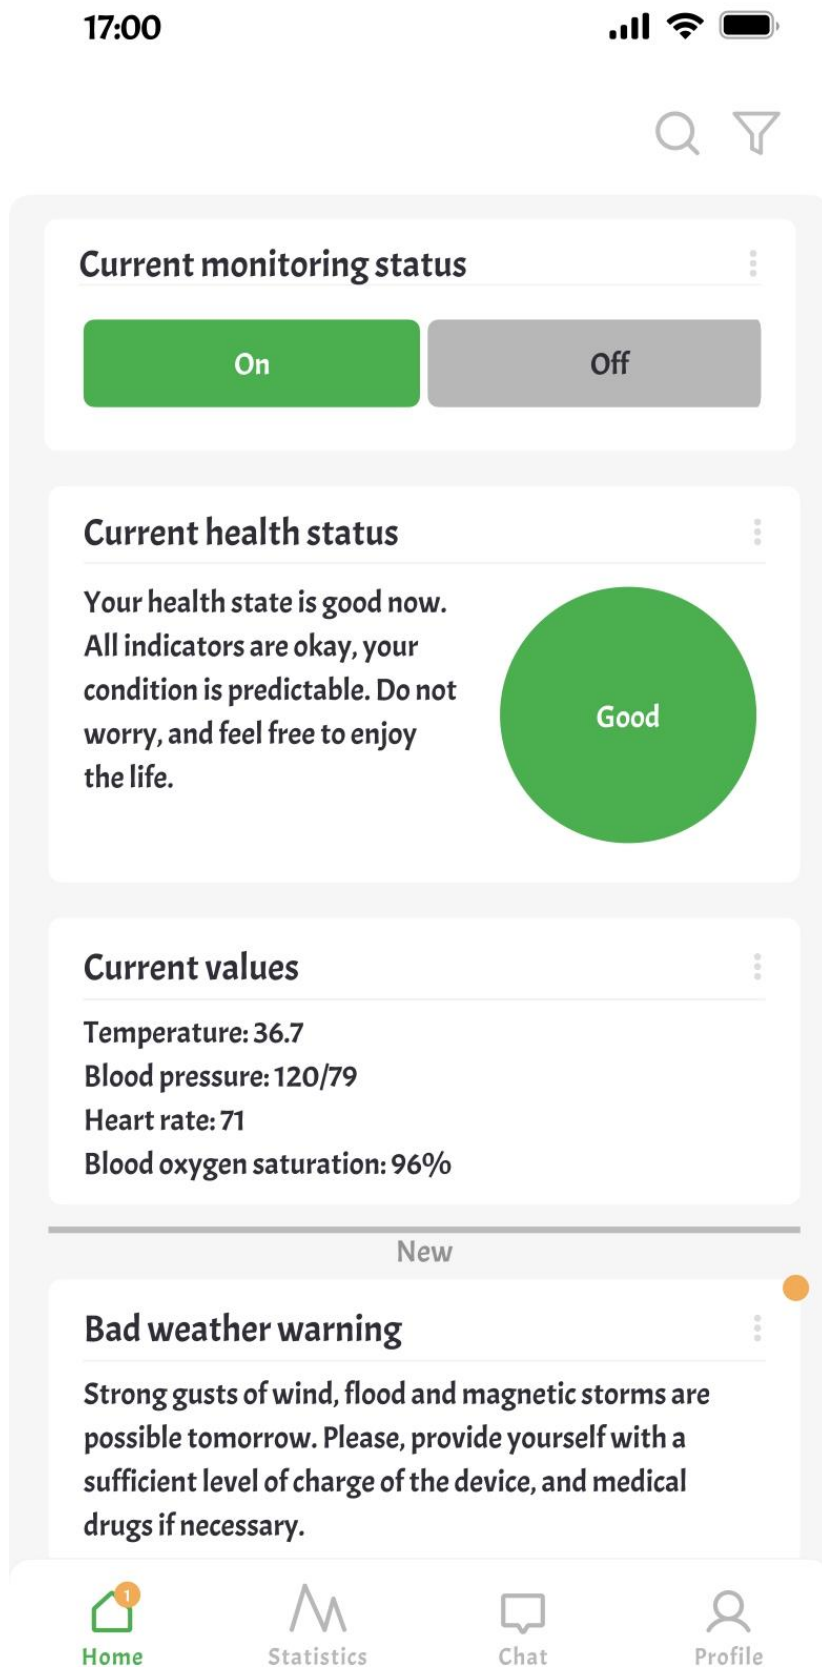 17:00
Current monitoring status
On Off
Current health status
Your health state is good now.
All indicators are okay, your
condition is predictable. Do not
worry, and feel free to enjoy
the life.
Good
Current values
Temperature: 36.7
Blood pressure: 120/79
Heart rate: 71
Blood oxygen saturation: 96%
New
Bad weather warning
Strong gusts of wind, flood and magnetic storms are
possible tomorrow. Please, provide yourself with a
sufficient level of charge of the device, and medical
drugs if necessary.
1
Home Statistics Chat Profile